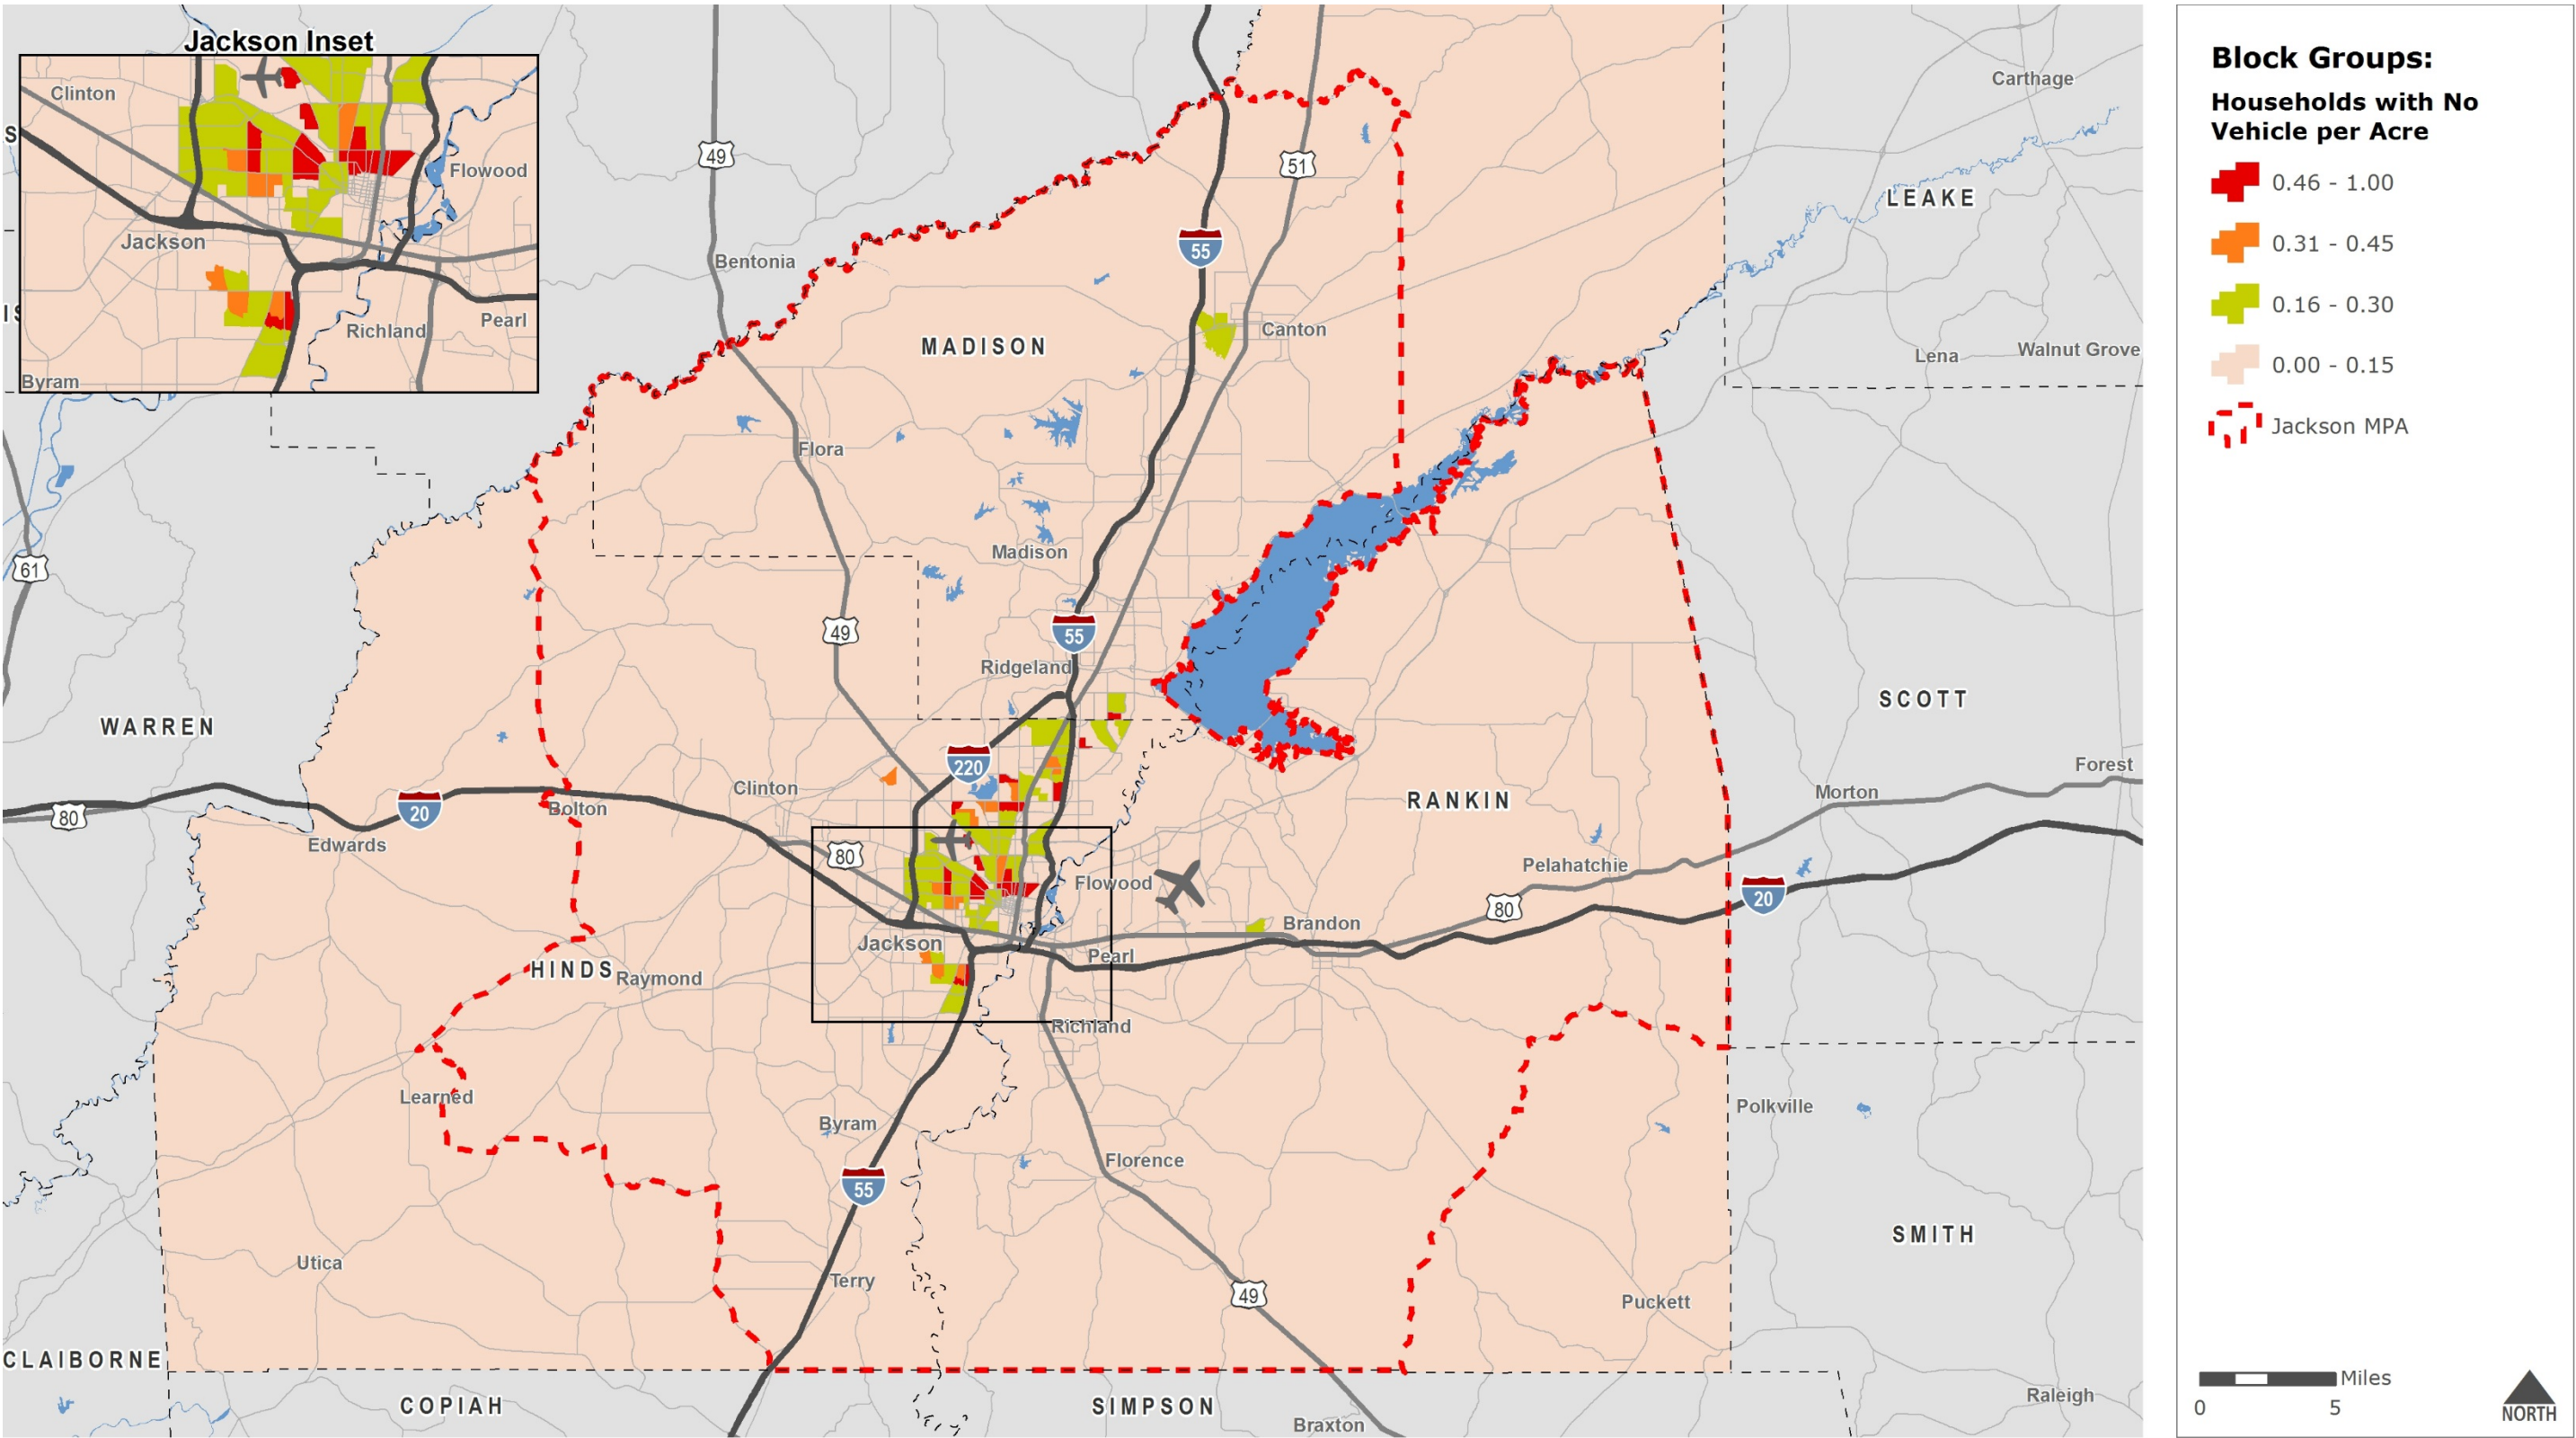 Jackson Inset
Clinton
S
Flowood
Jackson
IS
Richland
Pearl
Byram
49
51
55
Bentonia
MADISON
Canton
Carthage
LEAKE
Lena
Walnut Grove
Flora
61
Madison
49
55
Ridgeland
WARREN
SCOTT
220
Forest
Clinton
20
Bolton
80
Edwards
RANKIN
Morton
80
Pelahatchie
Flowood
20
80
Brandon
Jackson
Pearl
HINDS
Raymond
Richland
Learned
Byram
Polkville
Florence
55
SMITH
Utica
Terry
49
Puckett
CLAIBORNE
COPIAH
SIMPSON
Braxton
Raleigh
Block Groups:
Households with No
Vehicle per Acre
0.46 - 1.00
0.31 - 0.45
0.16 - 0.30
0.00 - 0.15
Jackson MPA
Miles
0 5
NORTH